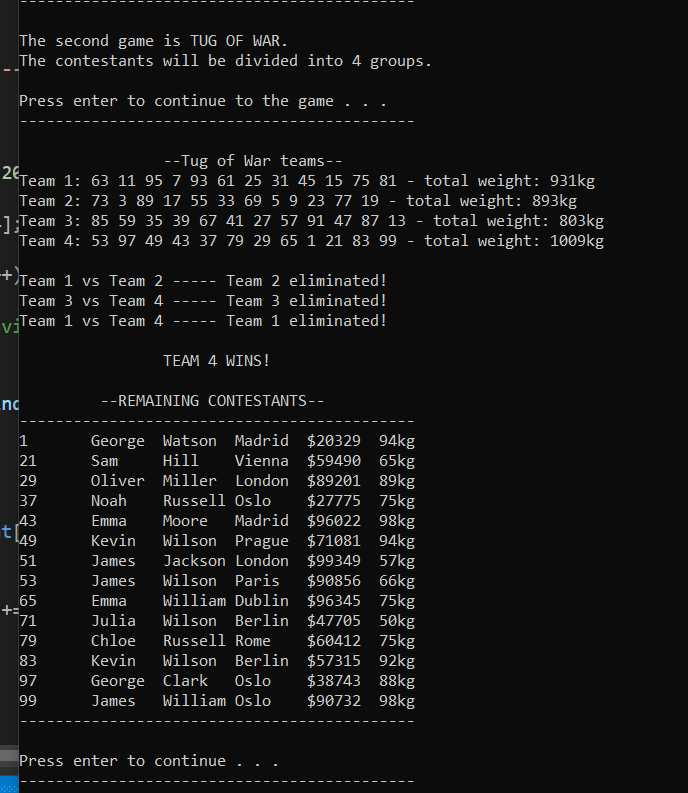 -------------------------------------------
The second game is TUG OF WAR.
The contestants will be divided into 4 groups.
Press enter to continue to the game . . .
--------------------------------------------
--Tug of War teams--
Team 1: 63 11 95 7 93 61 25 31 45 15 75 81 - total weight: 931kg
Team 2: 73 3 89 17 55 33 69 5 9 23 77 19 - total weight: 893kg
Team 3: 85 59 35 39 67 41 27 57 91 47 87 13 - total weight: 803kg
Team 4: 53 97 49 43 37 79 29 65 1 21 83 99 - total weight: 1009kg
Team 1 vs Team 2 ----- Team 2 eliminated!
Team 3 vs Team 4 ----- Team 3 eliminated!
Team 1 vs Team 4 ----- Team 1 eliminated!
TEAM 4 WINS!
--REMAINING CONTESTANTS--
--------------------------------------------
1 George Watson Madrid $20329 94kg
21 Sam Hill Vienna $59490 65kg
29 Oliver Miller London $89201 89kg
37 Noah Russell Oslo $27775 75kg
43 Emma Moore Madrid $96022 98kg
49 Kevin Wilson Prague $71081 94kg
51 James Jackson London $99349 57kg
53 James Wilson Paris $90856 66kg
65 Emma William Dublin $96345 75kg
71 Julia Wilson Berlin $47705 50kg
79 Chloe Russell Rome $60412 75kg
83 Kevin Wilson Berlin $57315 92kg
97 George Clark Oslo $38743 88kg
99 James William Oslo $90732 98kg
--------------------------------------------
Press enter to continue . . .
--------------------------------------------